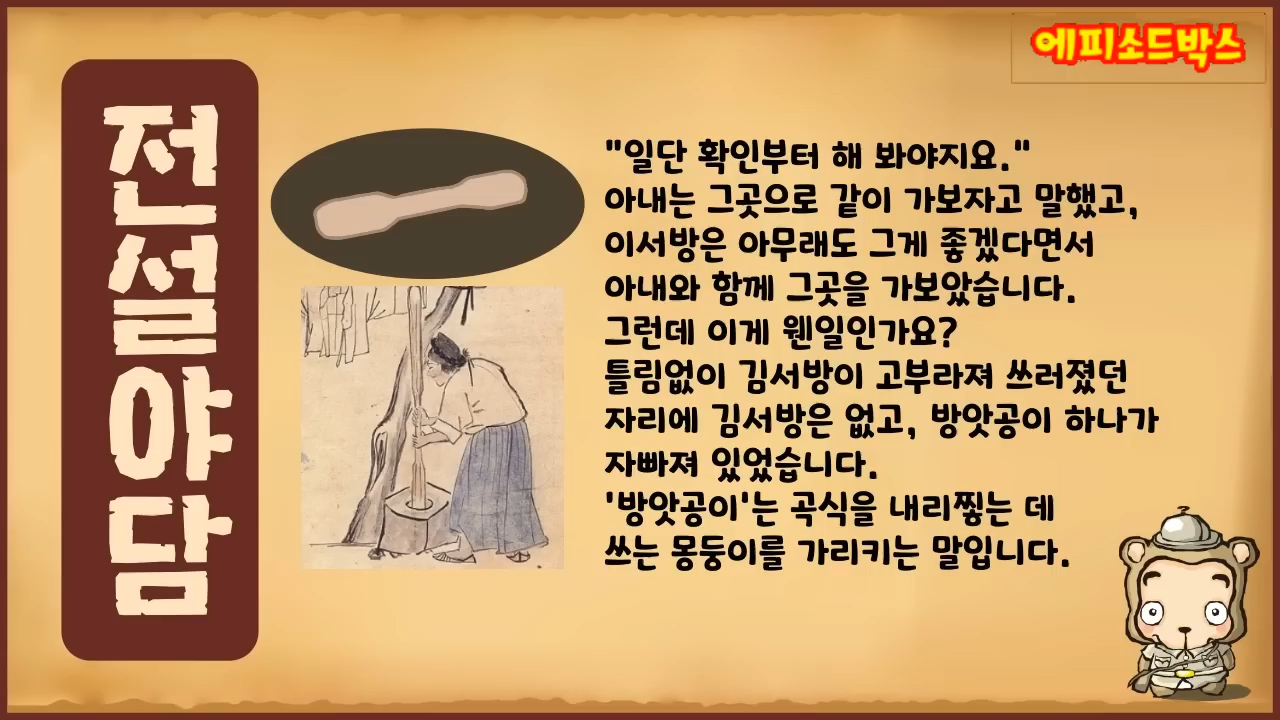 에피소드박스
전설야담
"일단 확인부터 해 봐야지요."
아내는 그곳으로 같이 가보자고 말했고,
이서방은 아무래도 그게 좋겠다면서
아내와 함께 그곳을 가보았습니다.
그런데 이게 웬일인가요?
틀림없이 김서방이 고부라져 쓰러졌던
자리에 김서방은 없고, 방앗공이 하나가
자빠져 있었습니다.
'방앗공이'는 곡식을 내리찧는 데
쓰는 몽둥이를 가리키는 말입니다.